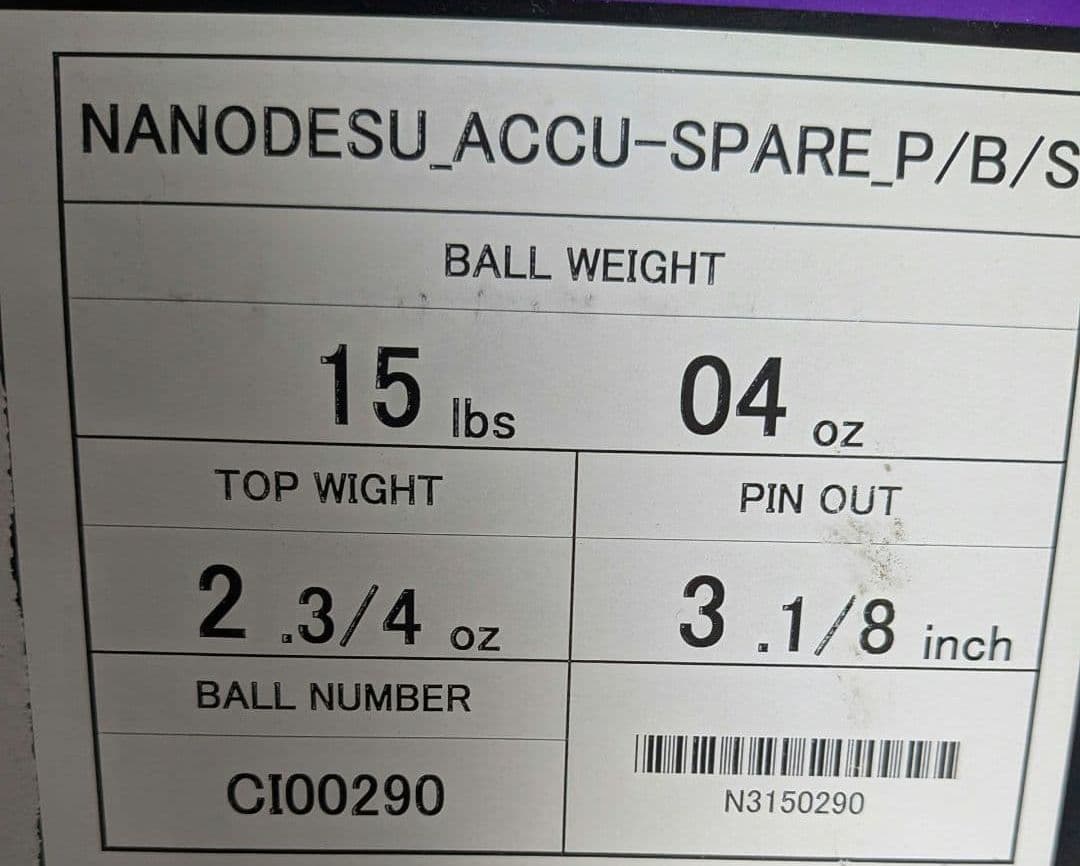 NANODESU_ACCU-SPARE_P/B/S
BALL WEIGHT
15 lbs 04 oz
TOP WIGHT PIN OUT
2 .3/4 oz 3 .1/8 inch
BALL NUMBER
CI00290
N3150290